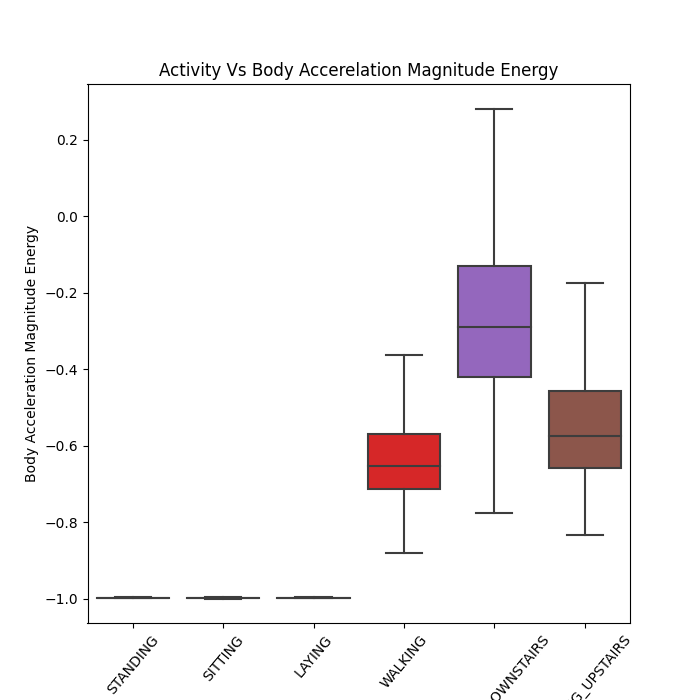 Activity Vs Body Accerelation Magnitude Energy
Body Acceleration Magnitude Energy
0.2
0.0
−0.2
−0.4
−0.6
−0.8
−1.0
STANDING
SITTING
LAYING
WALKING
OWNSTAIRS
G_UPSTAIRS